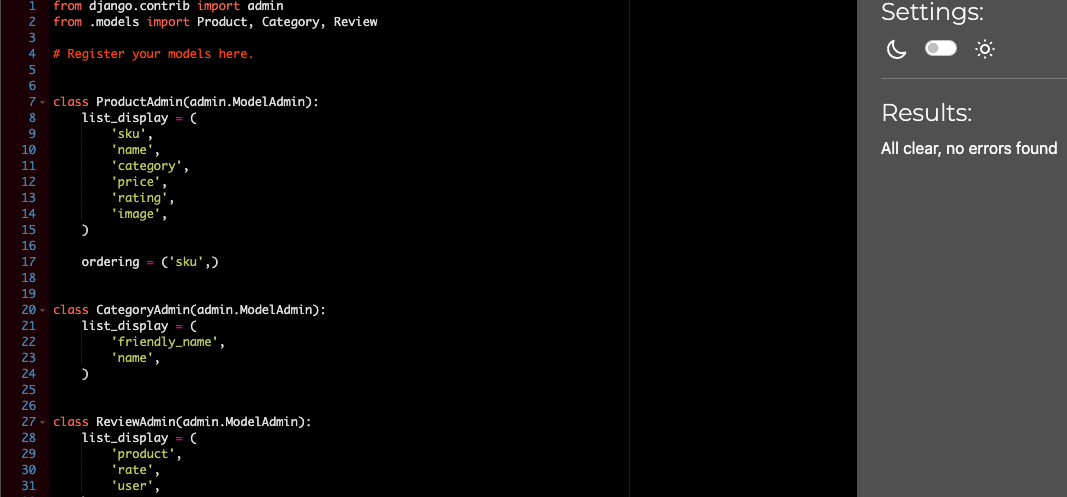 1 from django.contrib import admin
2 from .models import Product, Category, Review
3
4 # Register your models here.
5
6
7 class ProductAdmin(admin.ModelAdmin):
8     list_display = (
9         'sku',
10         'name',
11         'category',
12         'price',
13         'rating',
14         'image',
15     )
16
17     ordering = ('sku',)
18
19
20 class CategoryAdmin(admin.ModelAdmin):
21     list_display = (
22         'friendly_name',
23         'name',
24     )
25
26
27 class ReviewAdmin(admin.ModelAdmin):
28     list_display = (
29         'product',
30         'rate',
31         'user',
Settings:
Results:
All clear, no errors found